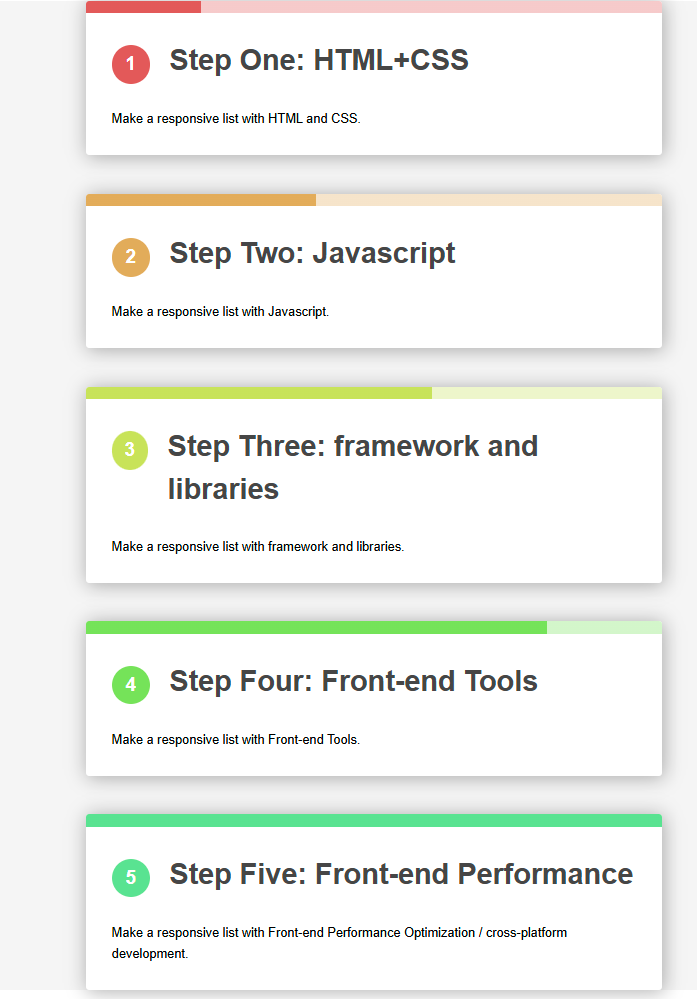 1 Step One: HTML+CSS
Make a responsive list with HTML and CSS.
2 Step Two: Javascript
Make a responsive list with Javascript.
3 Step Three: framework and
libraries
Make a responsive list with framework and libraries.
4 Step Four: Front-end Tools
Make a responsive list with Front-end Tools.
5 Step Five: Front-end Performance
Make a responsive list with Front-end Performance Optimization / cross-platform
development.